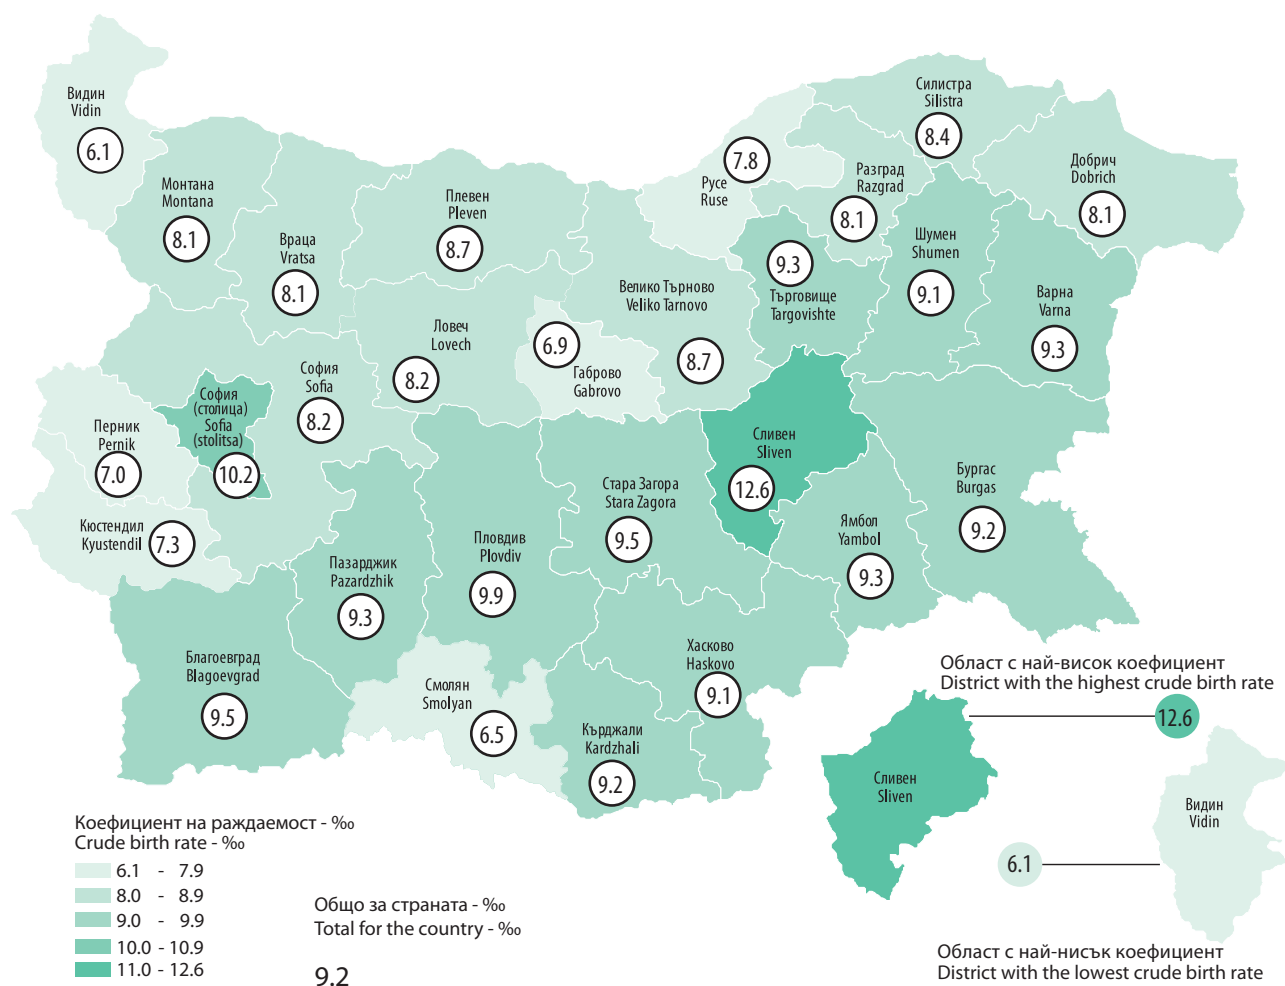 Видин
Vidin
6.1
Монтана
Montana
8.1
Враца
Vratsa
8.1
Плевен
Pleven
8.7
Ловеч
Lovech
8.2
Велико Търново
Veliko Tarnovo
8.7
6.9
Габрово
Gabrovo
7.8
Русе
Ruse
Разград
Razgrad
8.1
Силистра
Silistra
8.4
Добрич
Dobrich
8.1
Шумен
Shumen
9.1
9.3
Търговище
Targovishte
Варна
Varna
9.3
София
Sofia
8.2
София
(столица)
Sofia
(stolitsa)
10.2
Перник
Pernik
7.0
Кюстендил
Kyustendil
7.3
Благоевград
Blagoevgrad
9.5
Пазарджик
Pazardzhik
9.3
Пловдив
Plovdiv
9.9
Смолян
Smolyan
6.5
Стара Загора
Stara Zagora
9.5
Сливен
Sliven
12.6
Ямбол
Yambol
9.3
Бургас
Burgas
9.2
Хасково
Haskovo
9.1
Кърджали
Kardzhali
9.2
Област с най-висок коефициент
District with the highest crude birth rate
12.6
Сливен
Sliven
Видин
Vidin
6.1
Област с най-нисък коефициент
District with the lowest crude birth rate
Коефициент на раждаемост - ‰
Crude birth rate - ‰
6.1 - 7.9
8.0 - 8.9
9.0 - 9.9
10.0 - 10.9
11.0 - 12.6
Общо за страната - ‰
Total for the country - ‰
9.2